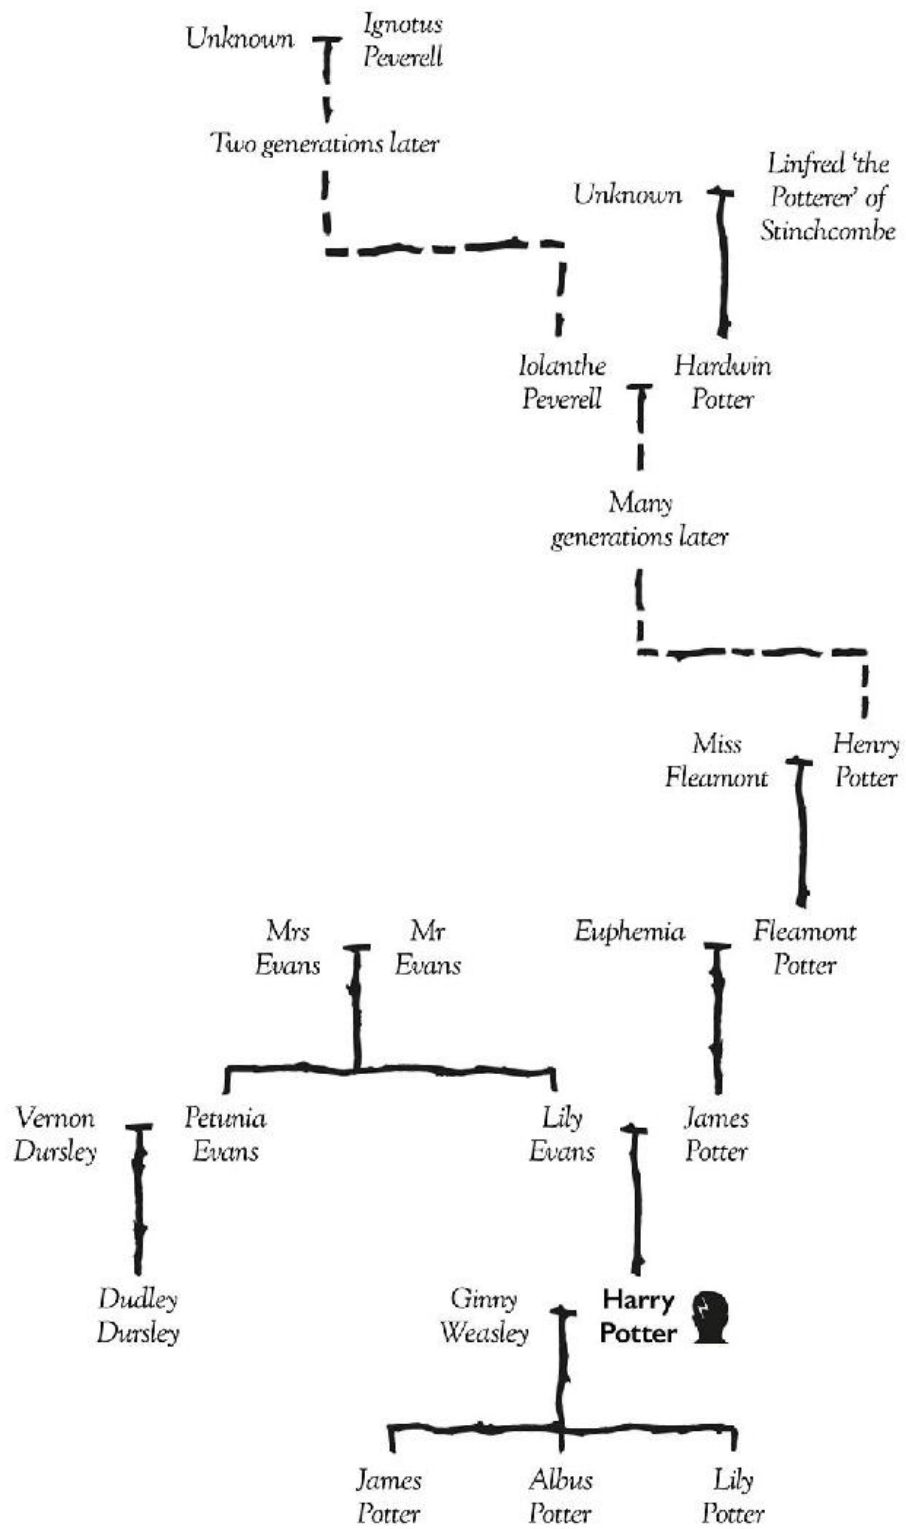 Unknown
Ignotus
Peverell
Two generations later
Unknown
Linfred 'the
Potterer' of
Stinchcombe
Iolanthe
Peverell
Hardwin
Potter
Many
generations later
Miss
Fleamont
Henry
Potter
Mrs
Evans
Mr
Evans
Euphemia
Fleamont
Potter
Vernon
Dursley
Petunia
Evans
Lily
Evans
James
Potter
Dudley
Dursley
Ginny
Weasley
Harry
Potter
James
Potter
Albus
Potter
Lily
Potter